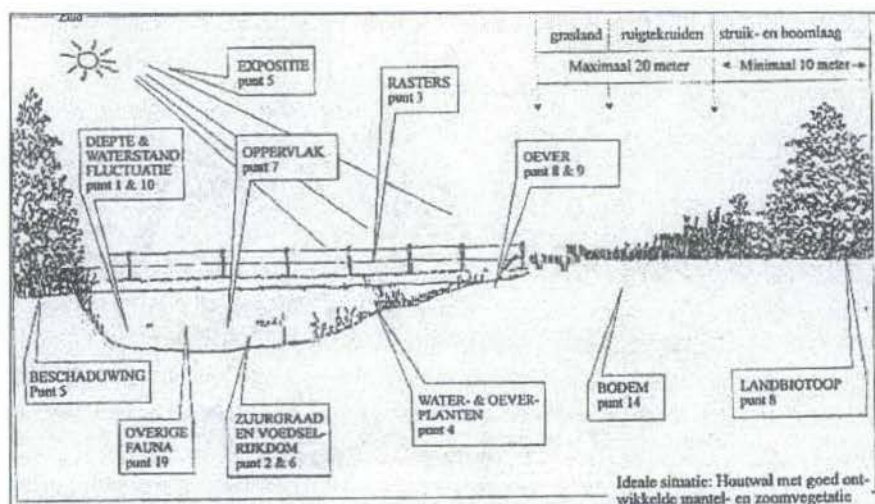 Zuid
grasland ruigtekruiden struik- en boomlaag
Maximaal 20 meter Minimaal 10 meter
EXPOSITIE
punt 5
RASTERS
punt 3
DIEPTE &
WATERSTAND
FLUCTUATIE
punt 1 & 10
OPPERVLAK
punt 7
OEVER
punt 8 & 9
BESCHADUWING
Punt 5
OVERIGE
FAUNA
punt 19
ZUURGRAAD
EN VOEDSEL-
RIJKDOM
punt 2 & 6
WATER- & OEVER-
PLANTEN
punt 4
BODEM
punt 14
LANDBIOTOOP
punt 8
Ideale situatie: Houtwal met goed ont-
wikkelde mantel- en zoomvegetatie